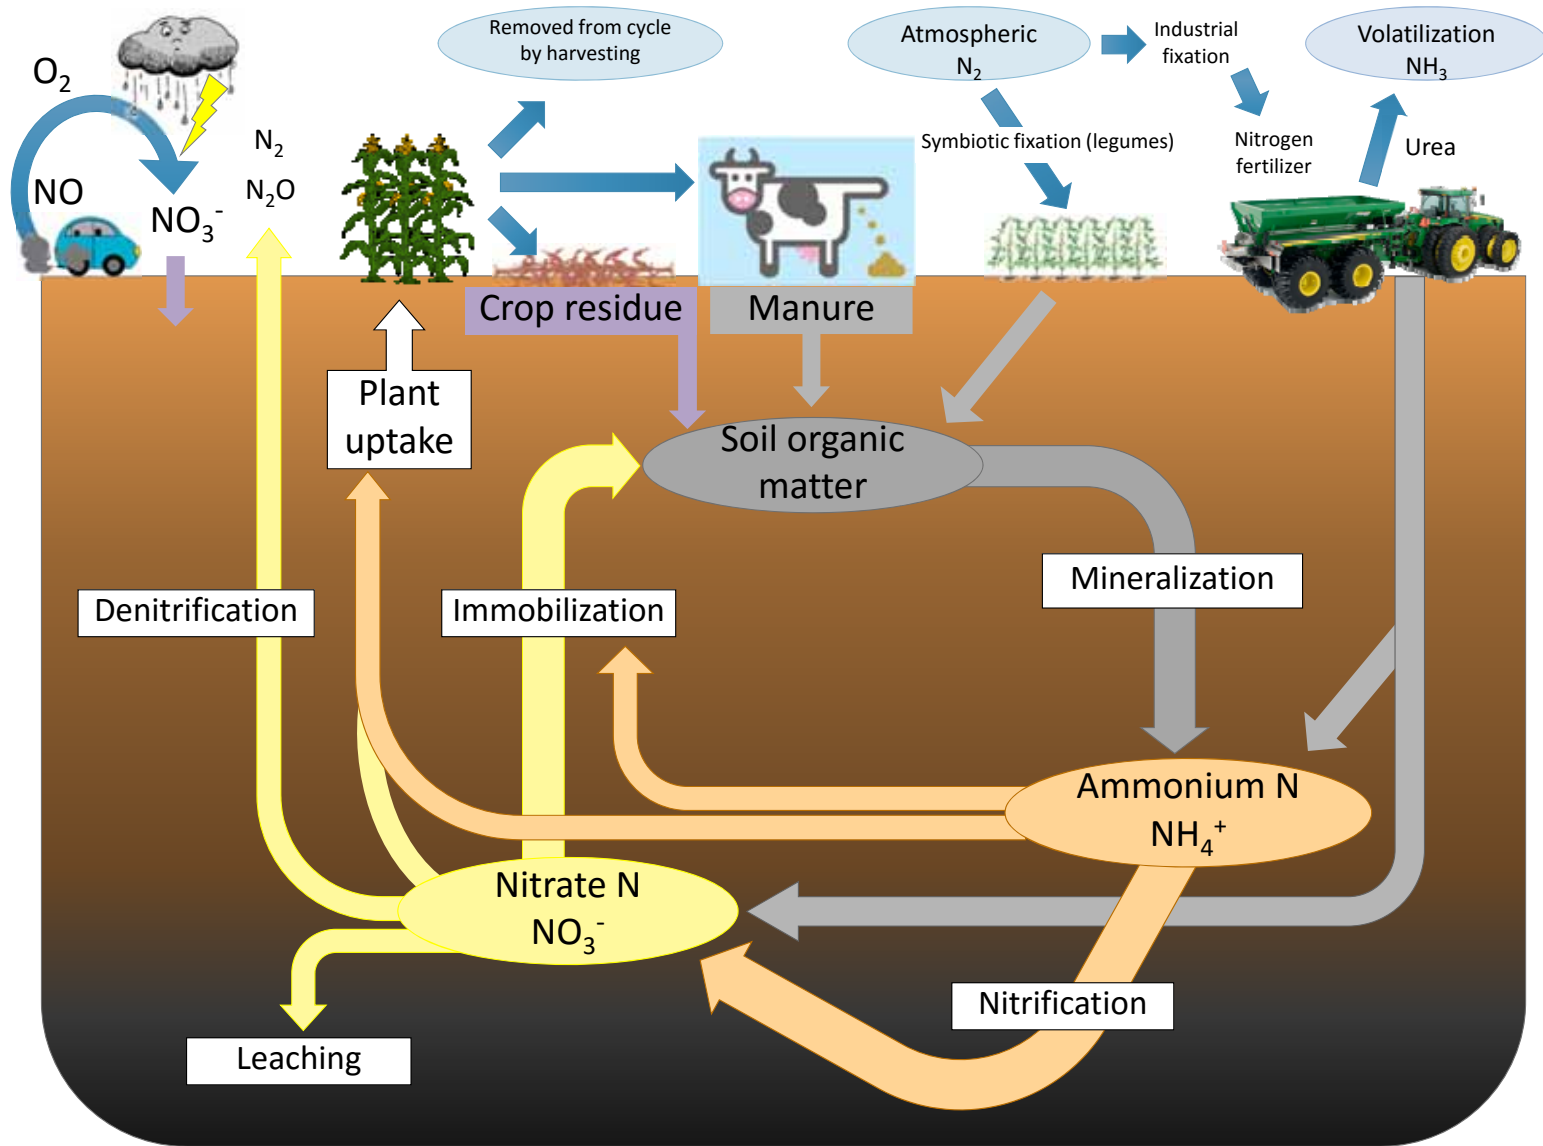 Removed from cycle
by harvesting
Atmospheric
N₂
Industrial
fixation
Volatilization
NH₃
O₂
N₂
N₂O
NO
NO₃⁻
Symbiotic fixation (legumes)
Nitrogen
fertilizer
Urea
Crop residue
Manure
Plant
uptake
Soil organic
matter
Denitrification
Immobilization
Mineralization
Ammonium N
NH₄⁺
Nitrate N
NO₃⁻
Nitrification
Leaching